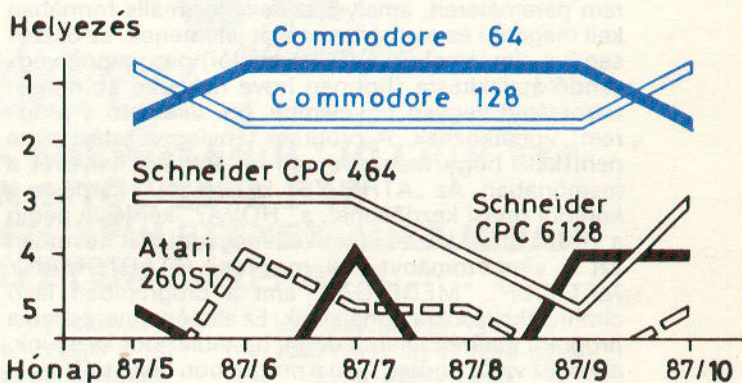 Helyezés
Commodore 64
1
Commodore 128
2
Schneider CPC 464
3
Schneider
CPC 6128
Atari
260ST
4
5
Hónap 87/5 87/6 87/7 87/8 87/9 87/10